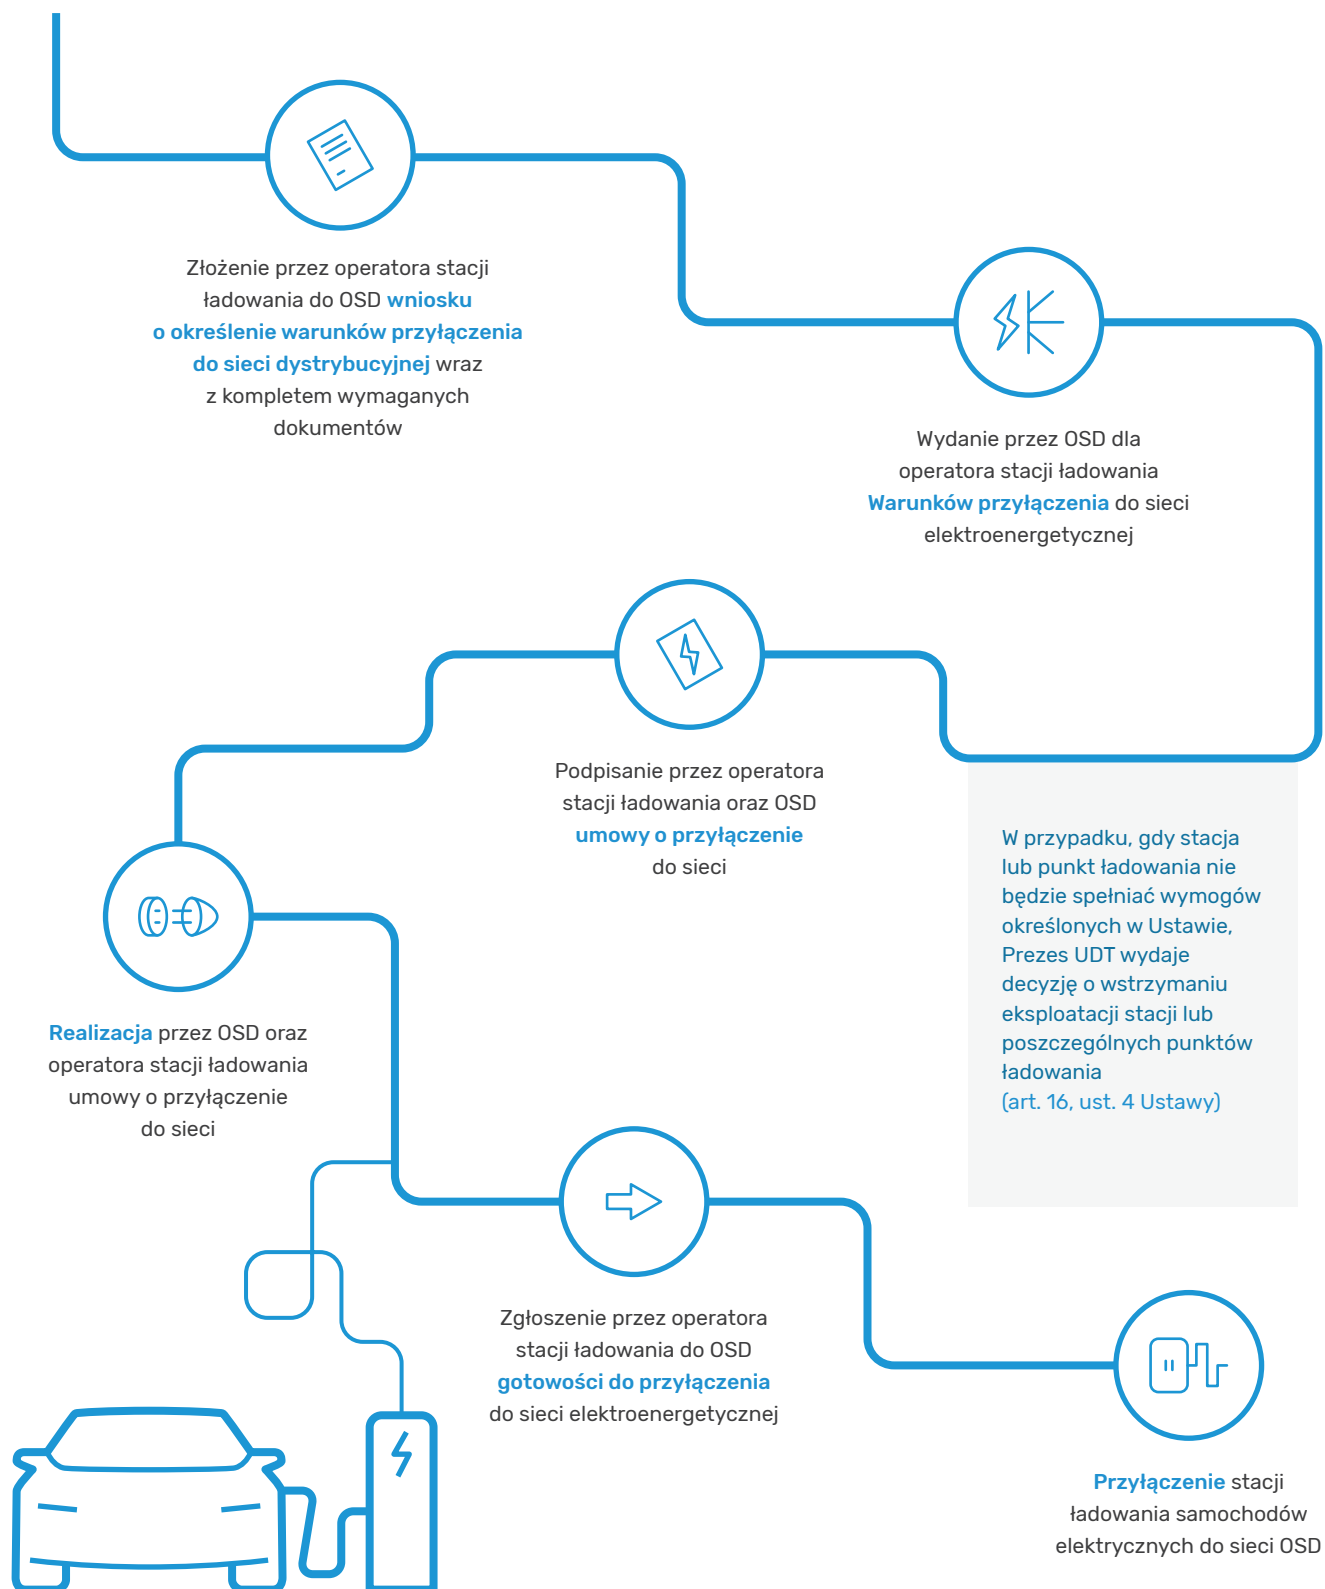 Złożenie przez operatora stacji
ładowania do OSD wniosku
o określenie warunków przyłączenia
do sieci dystrybucyjnej wraz
z kompletem wymaganych
dokumentów
Wydanie przez OSD dla
operatora stacji ładowania
Warunków przyłączenia do sieci
elektroenergetycznej
Podpisanie przez operatora
stacji ładowania oraz OSD
umowy o przyłączenie
do sieci
W przypadku, gdy stacja
lub punkt ładowania nie
będzie spełniać wymogów
określonych w Ustawie,
Prezes UDT wydaje
decyzję o wstrzymaniu
eksploatacji stacji lub
poszczególnych punktów
ładowania
(art. 16, ust. 4 Ustawy)
Realizacja przez OSD oraz
operatora stacji ładowania
umowy o przyłączenie
do sieci
Zgłoszenie przez operatora
stacji ładowania do OSD
gotowości do przyłączenia
do sieci elektroenergetycznej
Przyłączenie stacji
ładowania samochodów
elektrycznych do sieci OSD